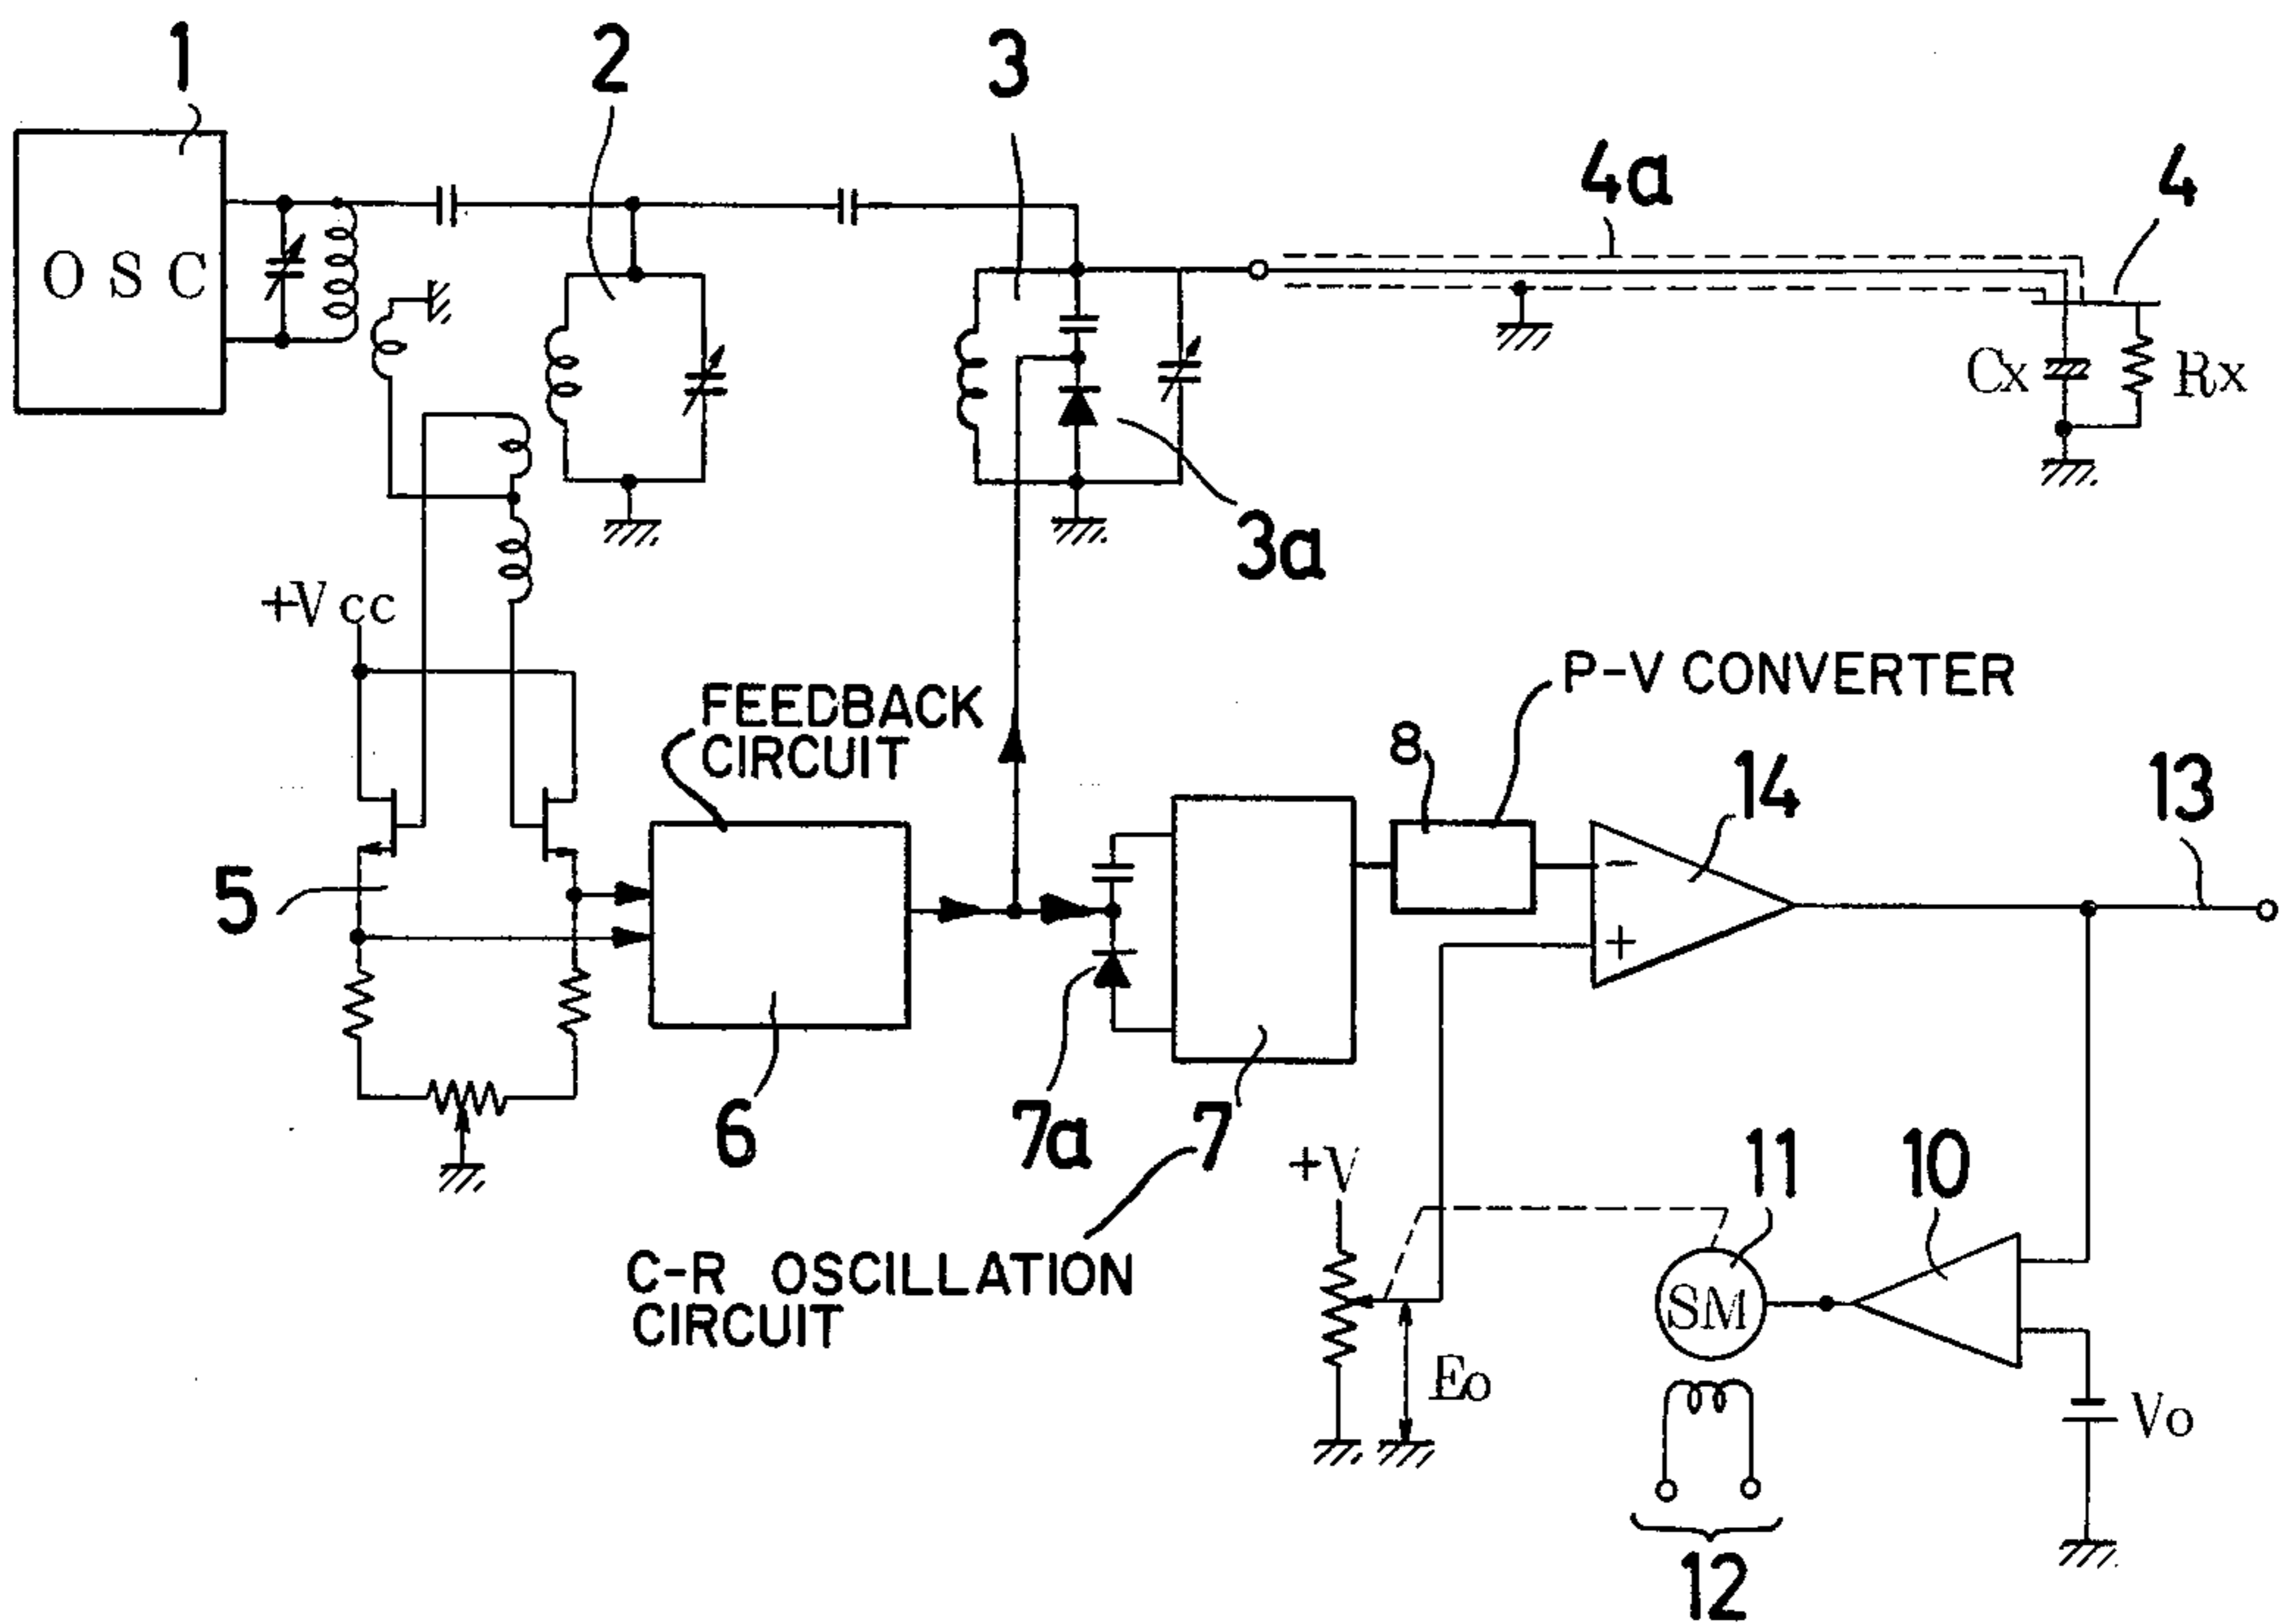 1
2
3
4a
4
OSC
Cx
Rx
3a
+Vcc
FEEDBACK
CIRCUIT
P-V CONVERTER
8
14
13
5
−
+
6
7a
7
+V
11
10
C-R OSCILLATION
CIRCUIT
SM
Eo
Vo
12